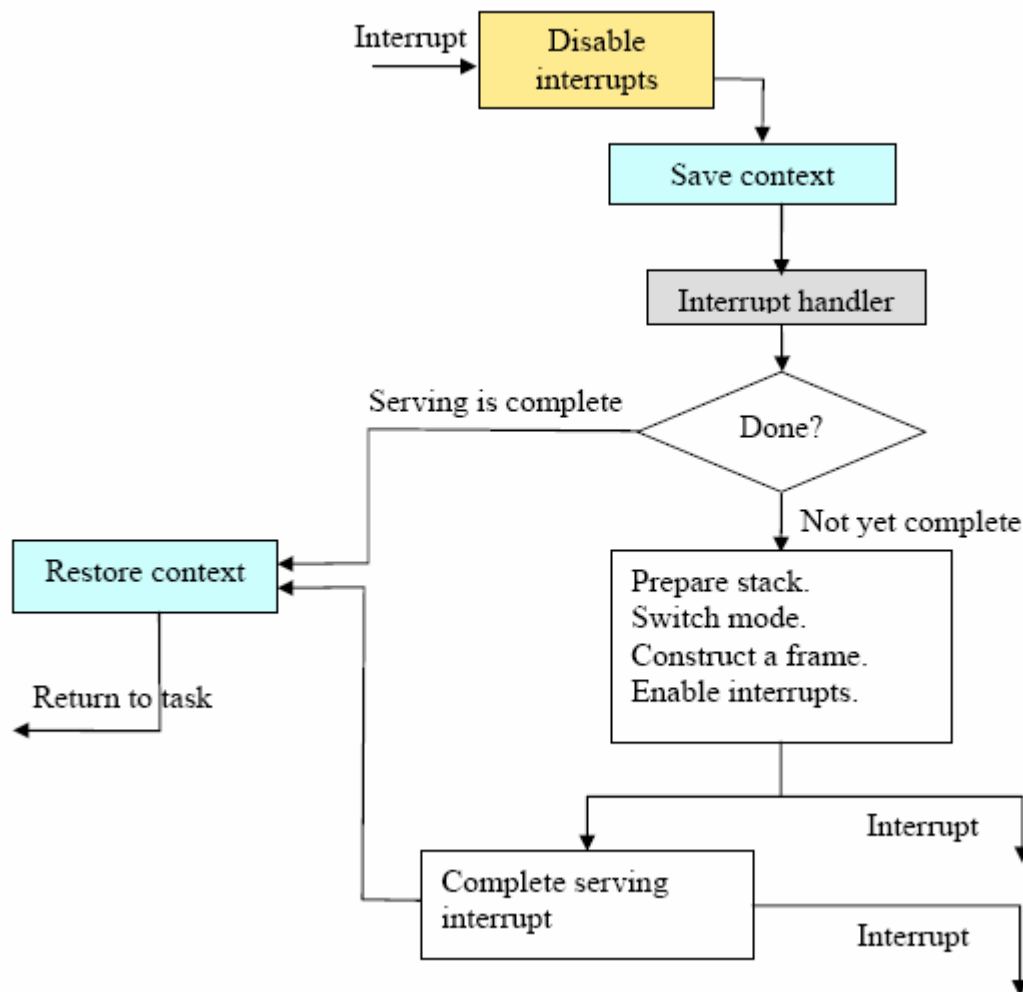 Interrupt
Disable
interrupts
Save context
Interrupt handler
Done?
Serving is complete
Not yet complete
Restore context
Return to task
Prepare stack.
Switch mode.
Construct a frame.
Enable interrupts.
Interrupt
Complete serving
interrupt
Interrupt